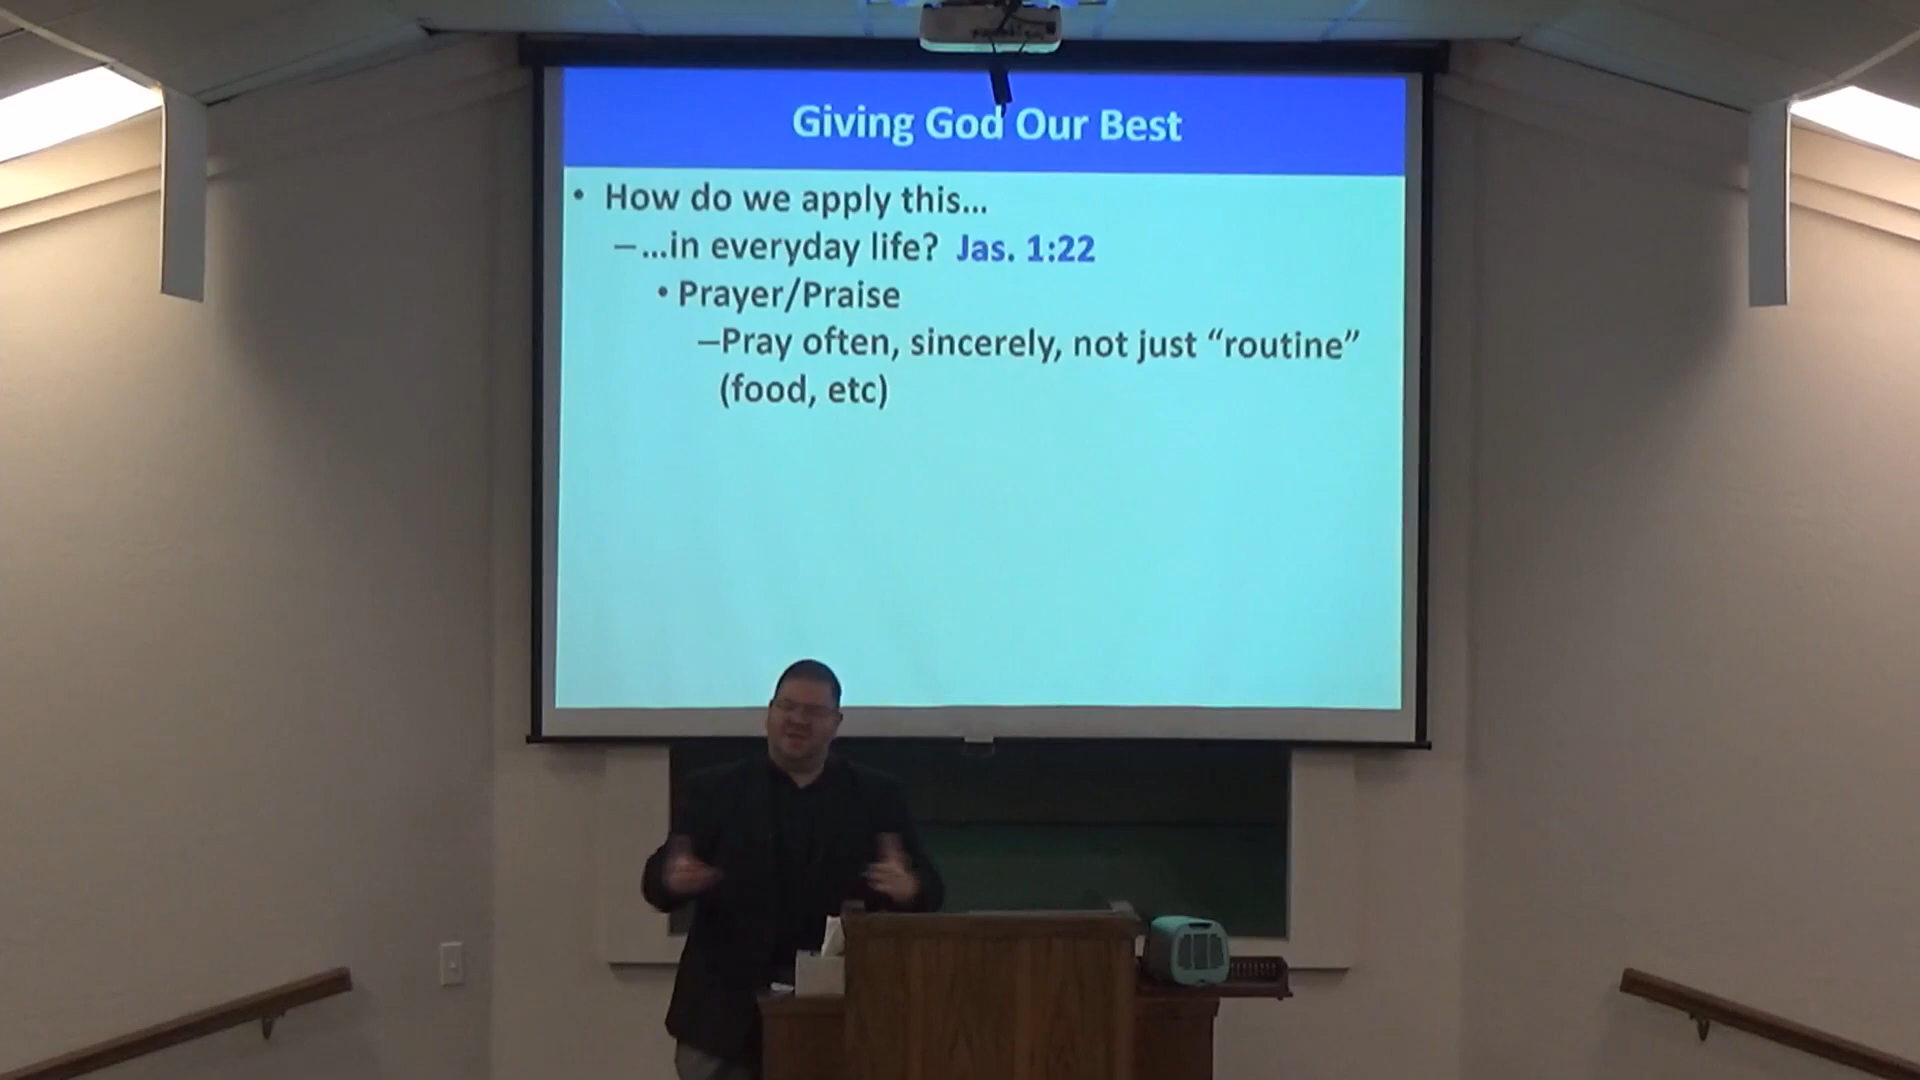 Giving God Our Best
• How do we apply this...
–...in everyday life? Jas. 1:22
• Prayer/Praise
–Pray often, sincerely, not just “routine”
(food, etc)